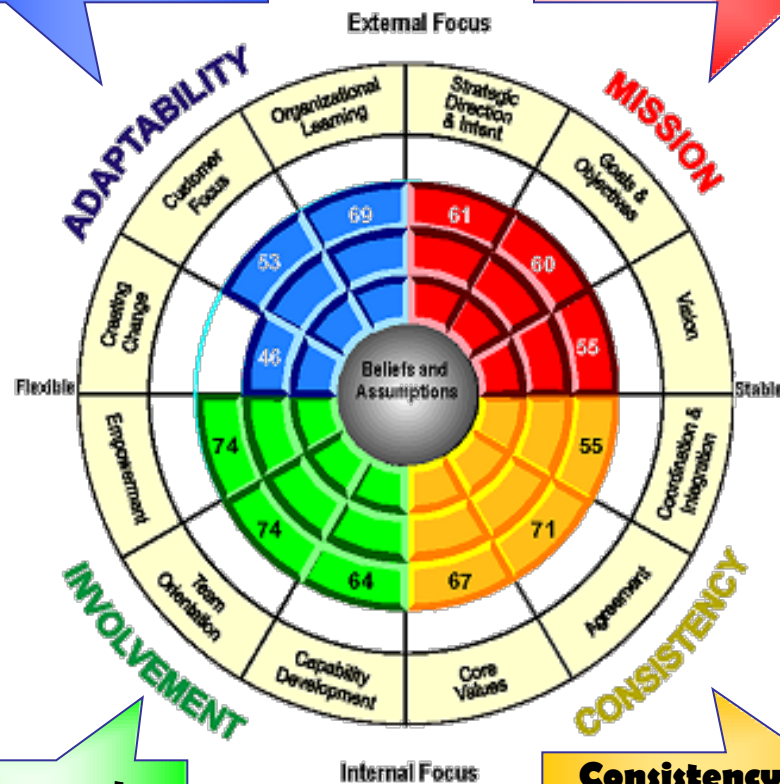 External Focus
ADAPTABILITY
MISSION
Organizational
Learning
Strategic
Direction
& Intent
Customer
Focus
Goals &
Objectives
Creating
Change
Vision
69
61
53
60
46
55
Beliefs and
Assumptions
Flexible
Stable
74
55
74
71
64
67
Empowerment
Coordination &
Integration
Team
Orientation
Agreement
Capability
Development
Core
Values
INVOLVEMENT
CONSISTENCY
Internal Focus
Consistency